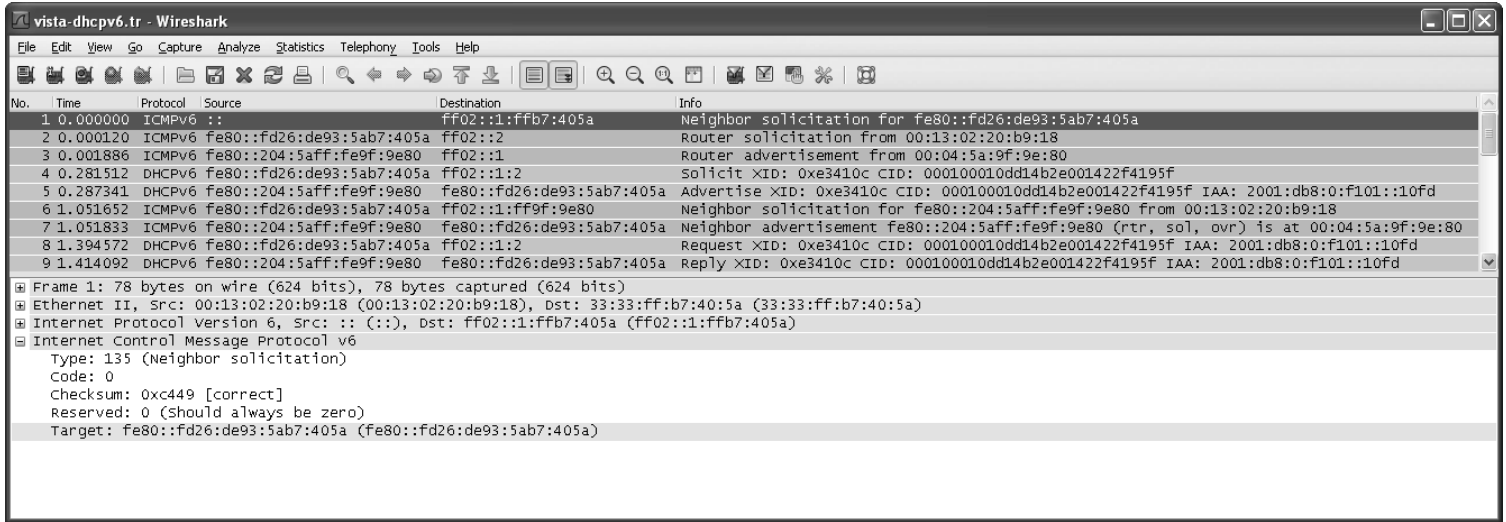 vista-dhcpv6.tr - Wireshark
File Edit View Go Capture Analyze Statistics Telephony Tools Help
No. Time Protocol Source Destination Info
1 0.000000 ICMPv6 :: ff02::1:ffb7:405a Neighbor solicitation for fe80::fd26:de93:5ab7:405a
2 0.000120 ICMPv6 fe80::fd26:de93:5ab7:405a ff02::2 Router solicitation from 00:13:02:20:b9:18
3 0.001886 ICMPv6 fe80::204:5aff:fe9f:9e80 ff02::1 Router advertisement from 00:04:5a:9f:9e:80
4 0.281512 DHCPv6 fe80::fd26:de93:5ab7:405a ff02::1:2 Solicit XID: 0xe3410c CID: 000100010dd14b2e001422f4195f
5 0.287341 DHCPv6 fe80::204:5aff:fe9f:9e80 fe80::fd26:de93:5ab7:405a Advertise XID: 0xe3410c CID: 000100010dd14b2e001422f4195f IAA: 2001:db8:0:f101::10fd
6 1.051652 ICMPv6 fe80::fd26:de93:5ab7:405a ff02::1:ff9f:9e80 Neighbor solicitation for fe80::204:5aff:fe9f:9e80 from 00:13:02:20:b9:18
7 1.051833 ICMPv6 fe80::204:5aff:fe9f:9e80 fe80::fd26:de93:5ab7:405a Neighbor advertisement fe80::204:5aff:fe9f:9e80 (rtr, sol, ovr) is at 00:04:5a:9f:9e:80
8 1.394572 DHCPv6 fe80::fd26:de93:5ab7:405a ff02::1:2 Request XID: 0xe3410c CID: 000100010dd14b2e001422f4195f IAA: 2001:db8:0:f101::10fd
9 1.414092 DHCPv6 fe80::204:5aff:fe9f:9e80 fe80::fd26:de93:5ab7:405a Reply XID: 0xe3410c CID: 000100010dd14b2e001422f4195f IAA: 2001:db8:0:f101::10fd
Frame 1: 78 bytes on wire (624 bits), 78 bytes captured (624 bits)
Ethernet II, Src: 00:13:02:20:b9:18 (00:13:02:20:b9:18), Dst: 33:33:ff:b7:40:5a (33:33:ff:b7:40:5a)
Internet Protocol Version 6, Src: :: (::), Dst: ff02::1:ffb7:405a (ff02::1:ffb7:405a)
Internet Control Message Protocol v6
Type: 135 (Neighbor solicitation)
Code: 0
Checksum: 0xc449 [correct]
Reserved: 0 (Should always be zero)
Target: fe80::fd26:de93:5ab7:405a (fe80::fd26:de93:5ab7:405a)